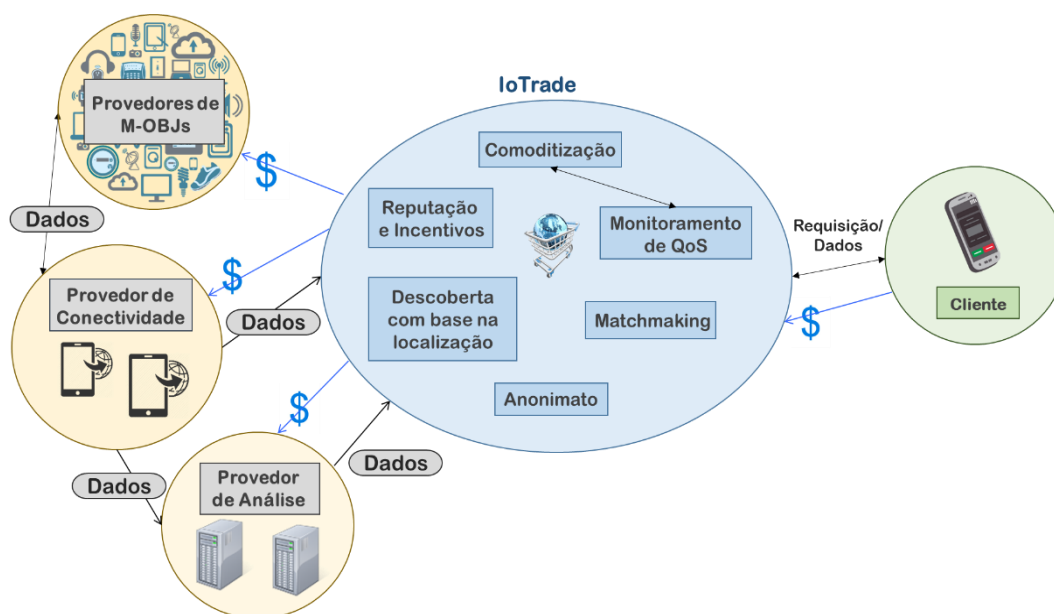 IoTrade
Provedores de
M-OBJs
Comoditização
$
Reputação
e Incentivos
Monitoramento
de QoS
Requisição/
Dados
Dados
$
Provedor de
Conectividade
Dados
Descoberta
com base na
localização
Matchmaking
$
Cliente
Anonimato
$
Dados
Dados
Provedor
de Análise